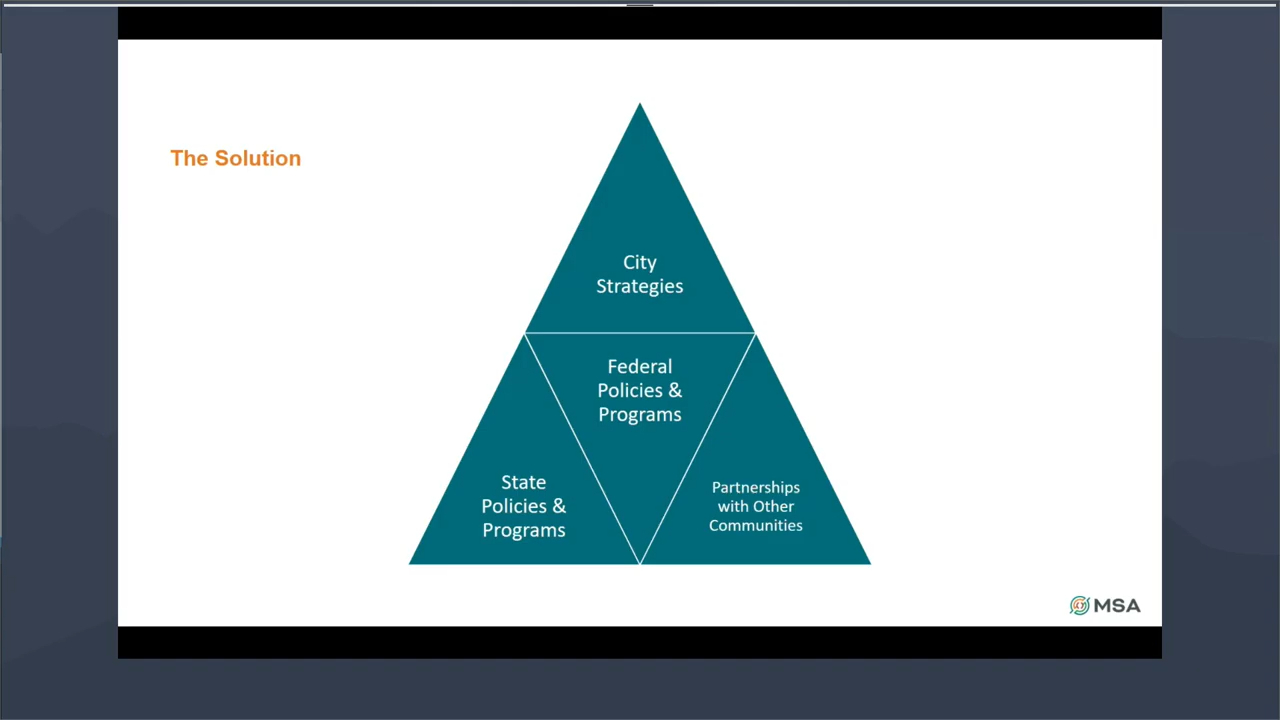 The Solution
City
Strategies
Federal
Policies &
Programs
State
Policies &
Programs
Partnerships
with Other
Communities
MSA